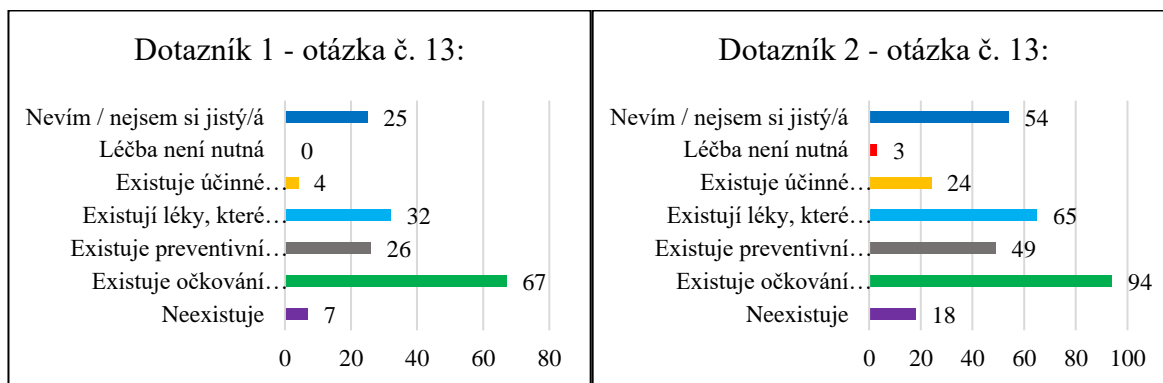 Dotazník 1 - otázka č. 13:
Nevím / nejsem si jistý/á 25
Léčba není nutná 0
Existuje účinné… 4
Existují léky, které… 32
Existuje preventivní… 26
Existuje očkování… 67
Neexistuje 7
0 20 40 60 80
Dotazník 2 - otázka č. 13:
Nevím / nejsem si jistý/á 54
Léčba není nutná 3
Existuje účinné… 24
Existují léky, které… 65
Existuje preventivní… 49
Existuje očkování… 94
Neexistuje 18
0 20 40 60 80 100